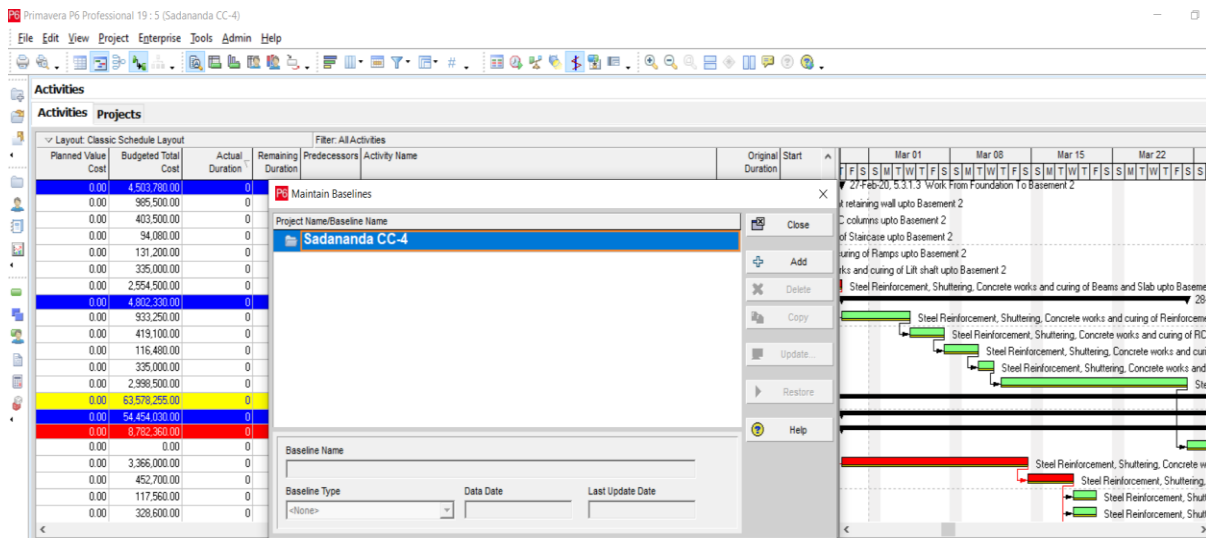 P6 Primavera P6 Professional 19 : 5 (Sadananda CC-4)
File Edit View Project Enterprise Tools Admin Help
Activities
Activities Projects
Layout: Classic Schedule Layout Filter: All Activities
Planned Value Cost Budgeted Total Cost Actual Duration Remaining Duration Predecessors Activity Name Original Duration Start
Mar 01 Mar 08 Mar 15 Mar 22
F S S M T W T F S S M T W T F S S M T W T F S S M T W T F S S
0.00 4,503,780.00 0 27-Feb-20, 5.3.1.3 Work From Foundation To Basement 2
0.00 985,500.00 0 t retaining wall upto Basement 2
0.00 403,500.00 0 C columns upto Basement 2
0.00 94,080.00 0 of Staircase upto Basement 2
0.00 131,200.00 0 uring of Ramps upto Basement 2
0.00 335,000.00 0 rks and curing of Lift shaft upto Basement 2
0.00 2,554,500.00 0 Steel Reinforcement, Shuttering, Concrete works and curing of Beams and Slab upto Baseme
0.00 4,802,330.00 0 28-
0.00 933,250.00 0 Steel Reinforcement, Shuttering, Concrete works and curing of Reinforceme
0.00 419,100.00 0 Steel Reinforcement, Shuttering, Concrete works and curing of RC
0.00 116,480.00 0 Steel Reinforcement, Shuttering, Concrete works and curi
0.00 335,000.00 0 Steel Reinforcement, Shuttering, Concrete works and
0.00 2,998,500.00 0 Ste
0.00 63,578,255.00 0
0.00 54,454,030.00 0
0.00 8,782,360.00 0
0.00 0.00 0
0.00 3,366,000.00 0 Steel Reinforcement, Shuttering, Concrete w
0.00 452,700.00 0 Steel Reinforcement, Shuttering,
0.00 117,560.00 0 Steel Reinforcement, Shutt
0.00 328,600.00 0 Steel Reinforcement, Shutt
P6 Maintain Baselines
Project Name/Baseline Name
Sadananda CC-4
Close
Add
Delete
Copy
Update...
Restore
Help
Baseline Name
Baseline Type Data Date Last Update Date
<None>